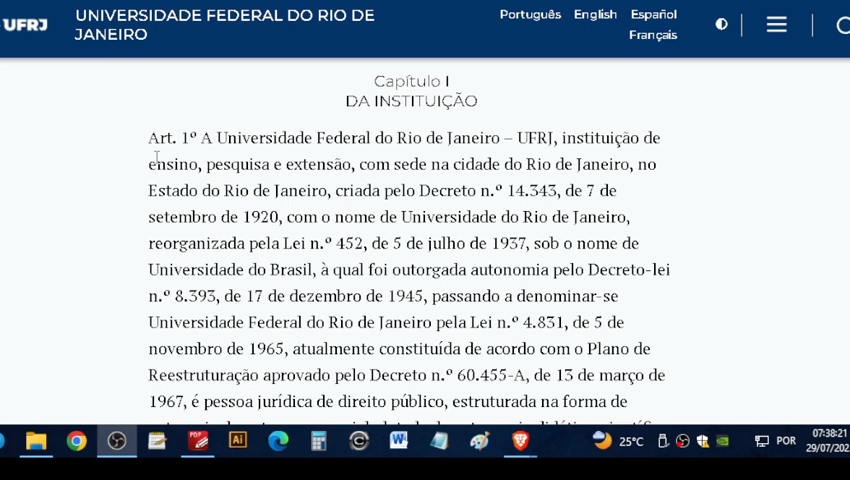 UFRJ
UNIVERSIDADE FEDERAL DO RIO DE
JANEIRO
Português English Español
Français
Capítulo I
DA INSTITUIÇÃO
Art. 1º A Universidade Federal do Rio de Janeiro – UFRJ, instituição de
ensino, pesquisa e extensão, com sede na cidade do Rio de Janeiro, no
Estado do Rio de Janeiro, criada pelo Decreto n.º 14.343, de 7 de
setembro de 1920, com o nome de Universidade do Rio de Janeiro,
reorganizada pela Lei n.º 452, de 5 de julho de 1937, sob o nome de
Universidade do Brasil, à qual foi outorgada autonomia pelo Decreto-lei
n.º 8.393, de 17 de dezembro de 1945, passando a denominar-se
Universidade Federal do Rio de Janeiro pela Lei n.º 4.831, de 5 de
novembro de 1965, atualmente constituída de acordo com o Plano de
Reestruturação aprovado pelo Decreto n.º 60.455-A, de 13 de março de
1967, é pessoa jurídica de direito público, estruturada na forma de
PDF
Ai
W
25°C
POR
07:38:21
29/07/202